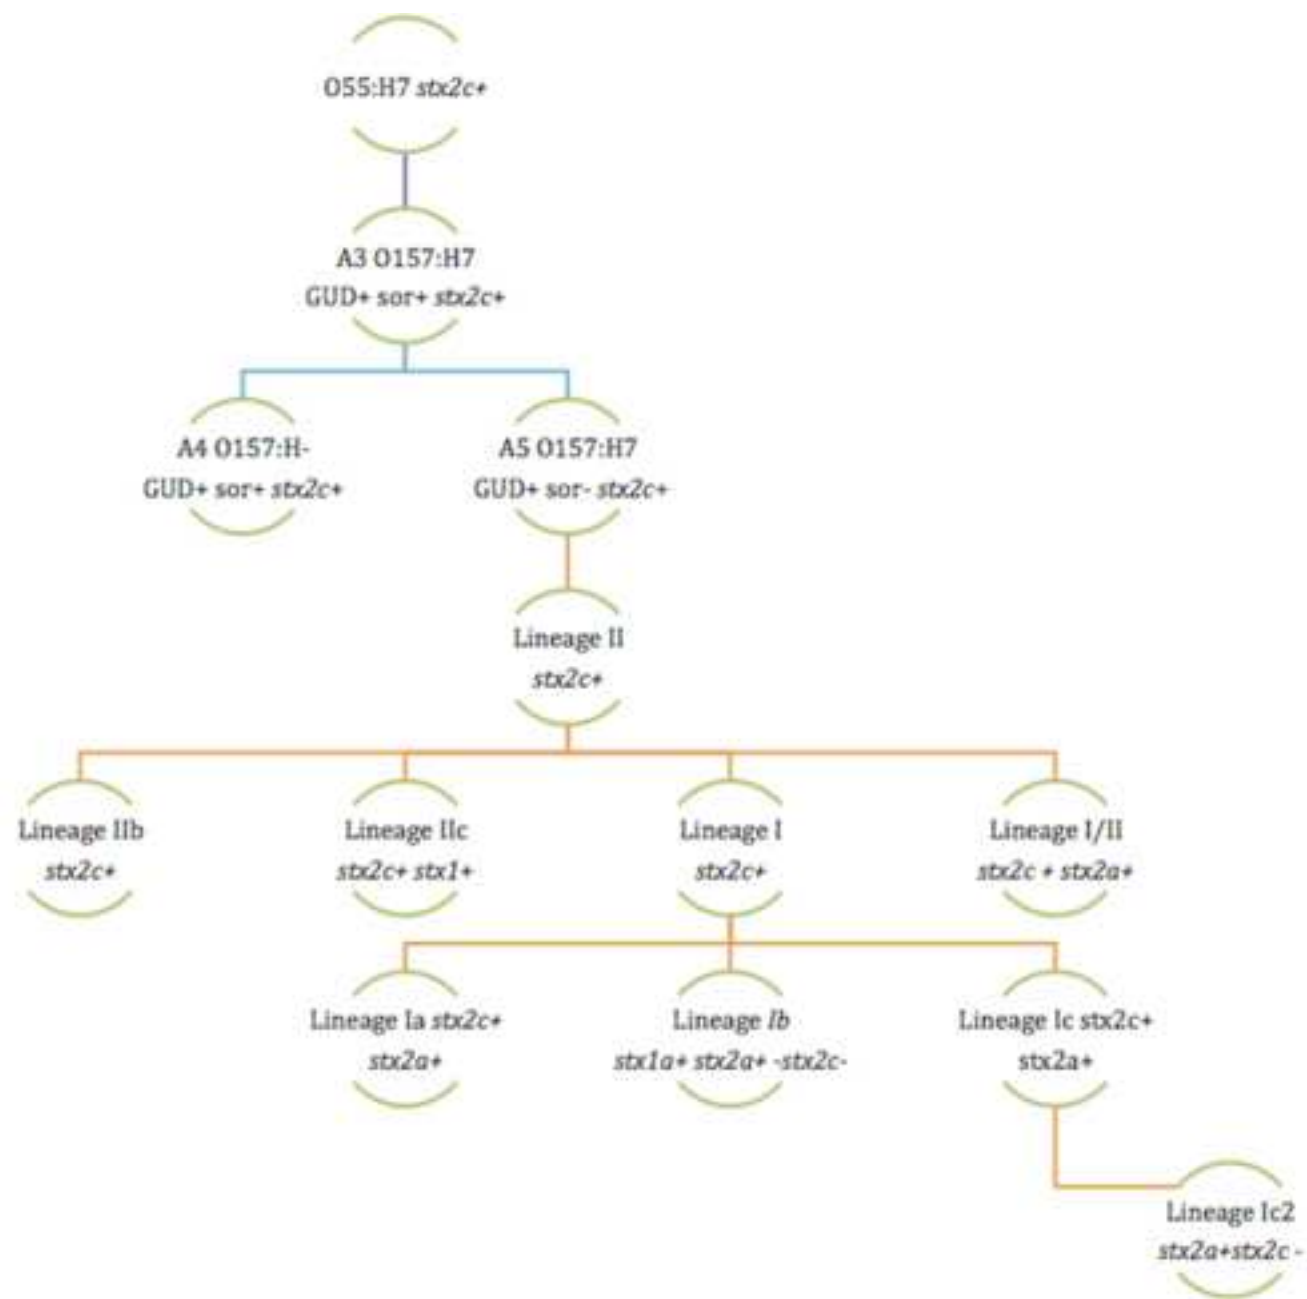 O55:H7 stx2c+
A3 O157:H7
GUD+ sor+ stx2c+
A4 O157:H-
GUD+ sor+ stx2c+
A5 O157:H7
GUD+ sor- stx2c+
Lineage II
stx2c+
Lineage IIb
stx2c+
Lineage IIc
stx2c+ stx1+
Lineage I
stx2c+
Lineage I/II
stx2c + stx2a+
Lineage Ia stx2c+
stx2a+
Lineage Ib
stx1a+ stx2a+ -stx2c-
Lineage Ic stx2c+
stx2a+
Lineage Ic2
stx2a+stx2c -